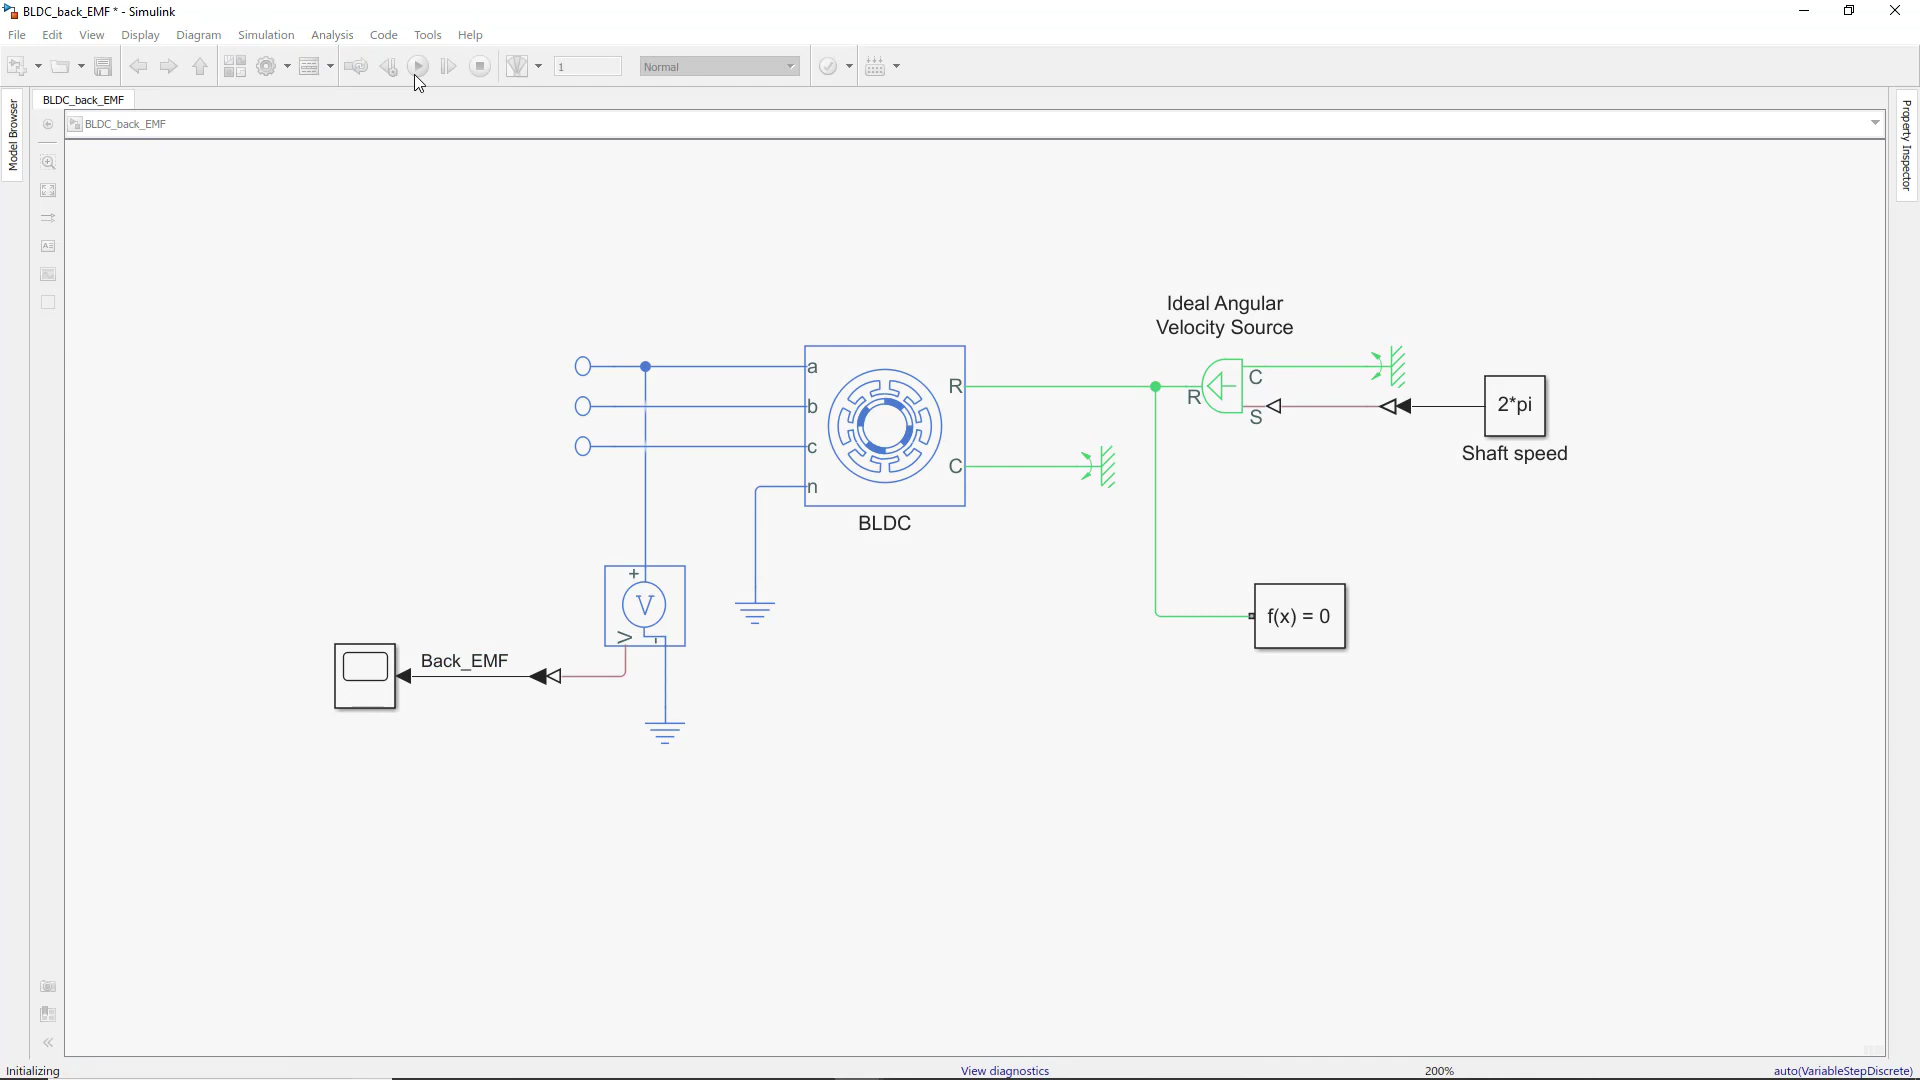 BLDC_back_EMF * - Simulink
File Edit View Display Diagram Simulation Analysis Code Tools Help
1 Normal
Model Browser
BLDC_back_EMF
BLDC_back_EMF
Property Inspector
Ideal Angular
Velocity Source
a
b
c
n
R
C
BLDC
R
C
S
2*pi
Shaft speed
+
V
V
-
Back_EMF
f(x) = 0
Initializing View diagnostics 200% auto(VariableStepDiscrete)